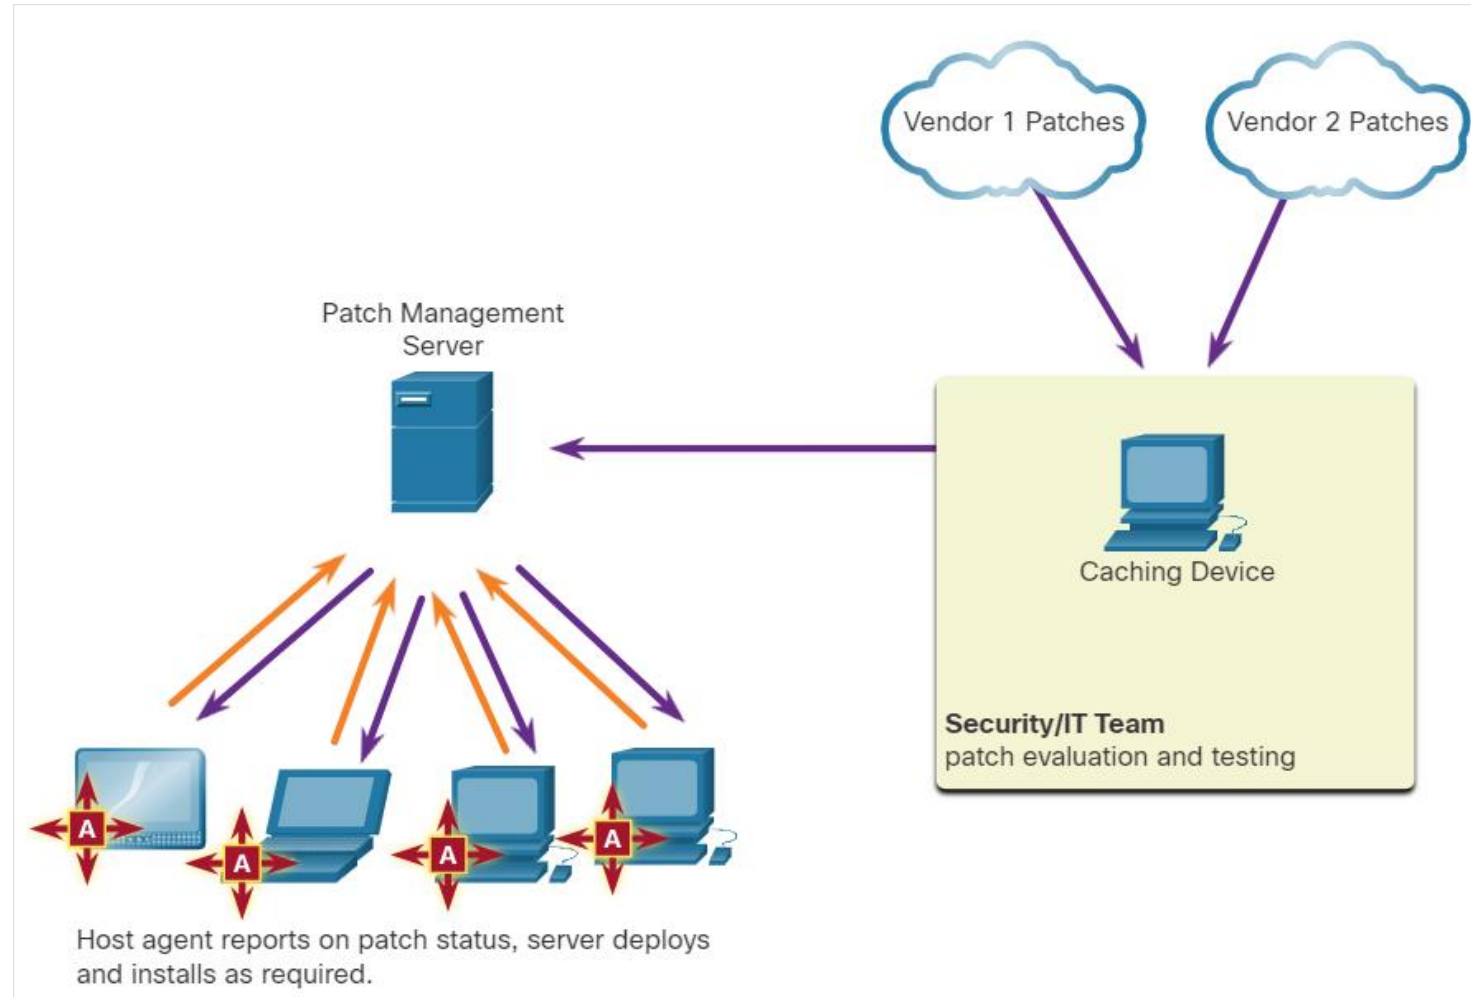 Vendor 1 Patches
Vendor 2 Patches
Patch Management
Server
Caching Device
Security/IT Team
patch evaluation and testing
A
A
A
A
Host agent reports on patch status, server deploys
and installs as required.